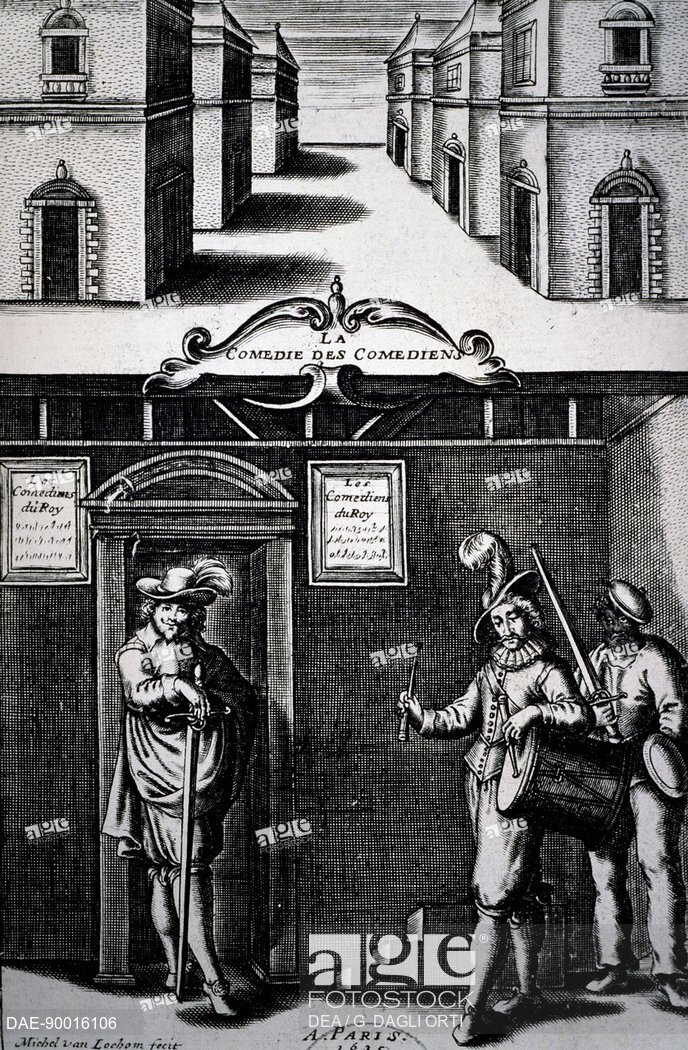 LA
COMEDIE DES COMEDIENS
Comediens
du Roy
Les
Comediens
du Roy
age
FOTOSTOCK
®
DAE-90016106
DEA / G. DAGLI ORTI
A. PARIS.
1635
Michel van Lochom fecit